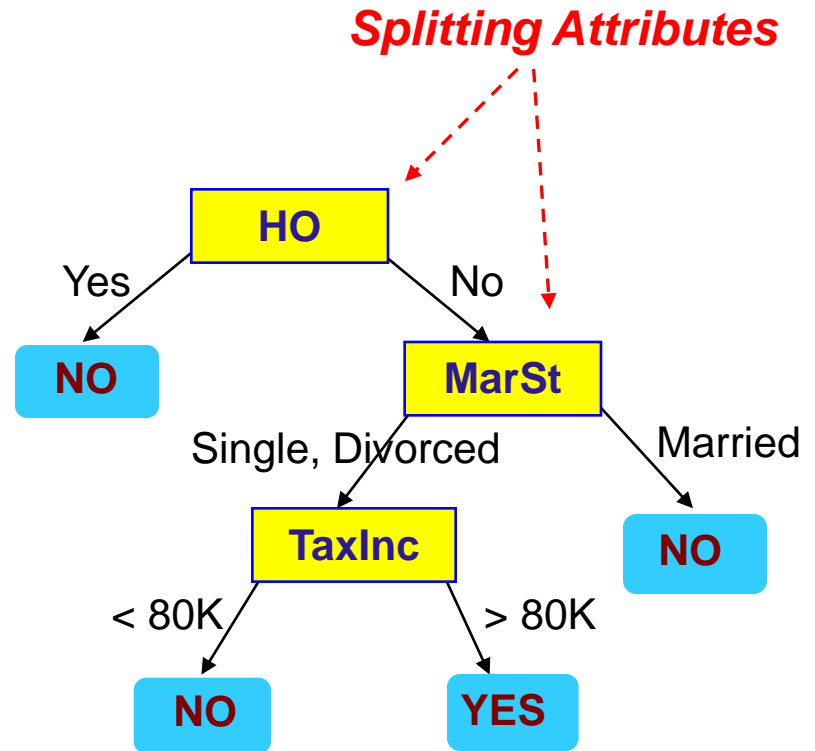 Splitting Attributes
HO
Yes
No
NO
MarSt
Single, Divorced
Married
TaxInc
NO
< 80K
> 80K
NO
YES